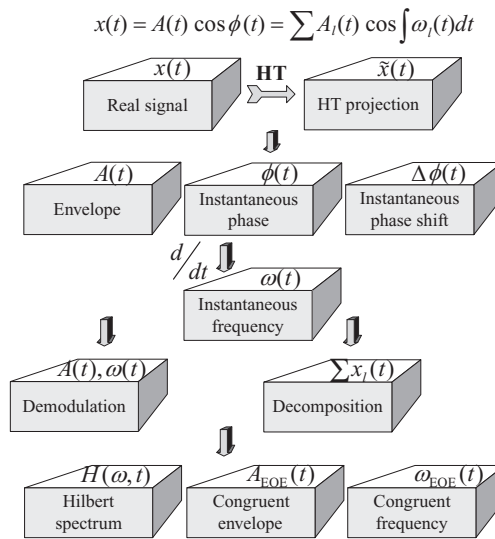 x(t) = A(t) cos ϕ(t) = ∑ A_l(t) cos ∫ ω_l(t)dt
x(t) HT x̃(t)
Real signal HT projection
A(t) ϕ(t) Δϕ(t)
Envelope Instantaneous phase Instantaneous phase shift
d/dt
ω(t)
Instantaneous
frequency
A(t), ω(t) ∑x_l(t)
Demodulation Decomposition
H(ω, t) A_EOE(t) ω_EOE(t)
Hilbert spectrum Congruent envelope Congruent frequency